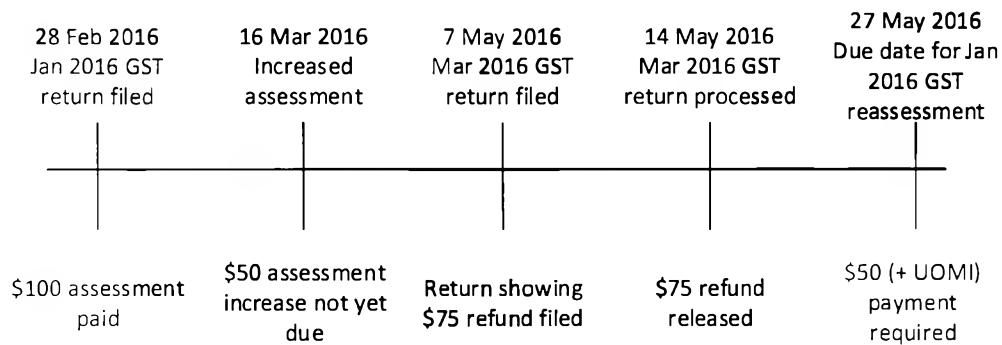 28 Feb 2016
Jan 2016 GST
return filed
16 Mar 2016
Increased
assessment
7 May 2016
Mar 2016 GST
return filed
14 May 2016
Mar 2016 GST
return processed
27 May 2016
Due date for Jan
2016 GST
reassessment
$100 assessment
paid
$50 assessment
increase not yet
due
Return showing
$75 refund filed
$75 refund
released
$50 (+ UOMI)
payment
required